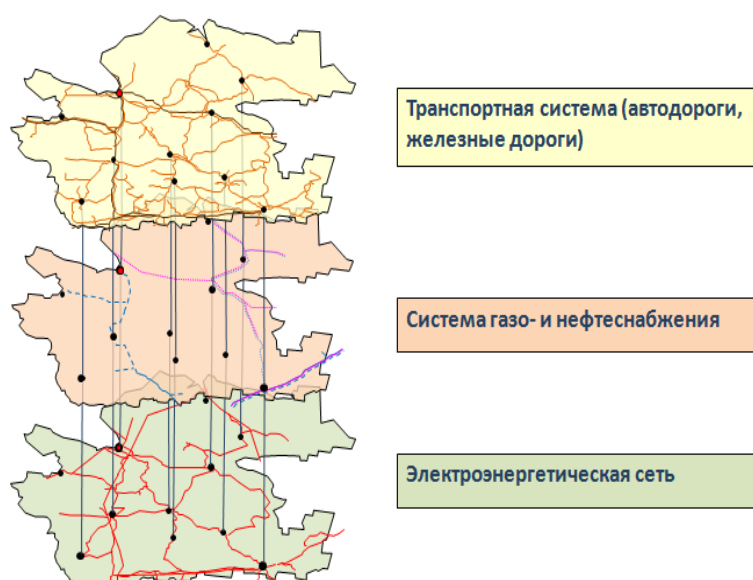 Транспортная система (автодороги,
железные дороги)
Система газо- и нефтеснабжения
Электроэнергетическая сеть